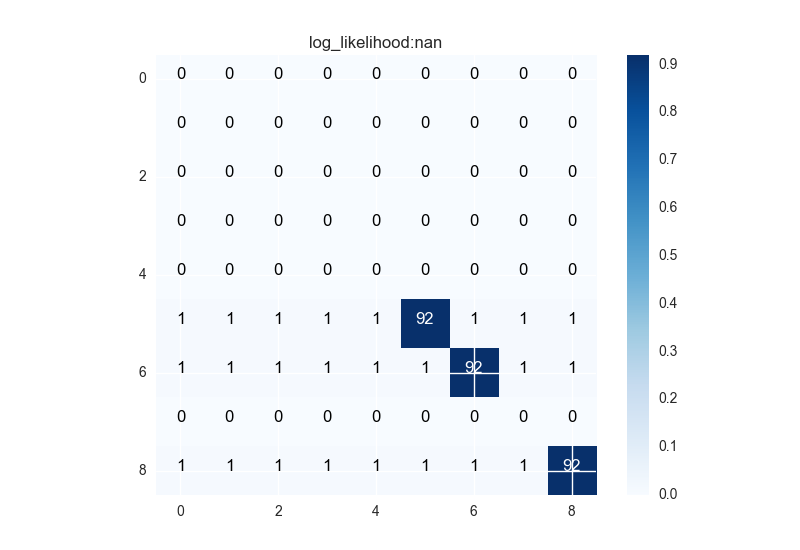 log_likelihood:nan
0 0 0 0 0 0 0 0 0 0
0 0 0 0 0 0 0 0 0
2 0 0 0 0 0 0 0 0 0
0 0 0 0 0 0 0 0 0
4 0 0 0 0 0 0 0 0 0
1 1 1 1 1 92 1 1 1
6 1 1 1 1 1 1 92 1 1
0 0 0 0 0 0 0 0 0
8 1 1 1 1 1 1 1 1 92
0 2 4 6 8
0.9
0.8
0.7
0.6
0.5
0.4
0.3
0.2
0.1
0.0